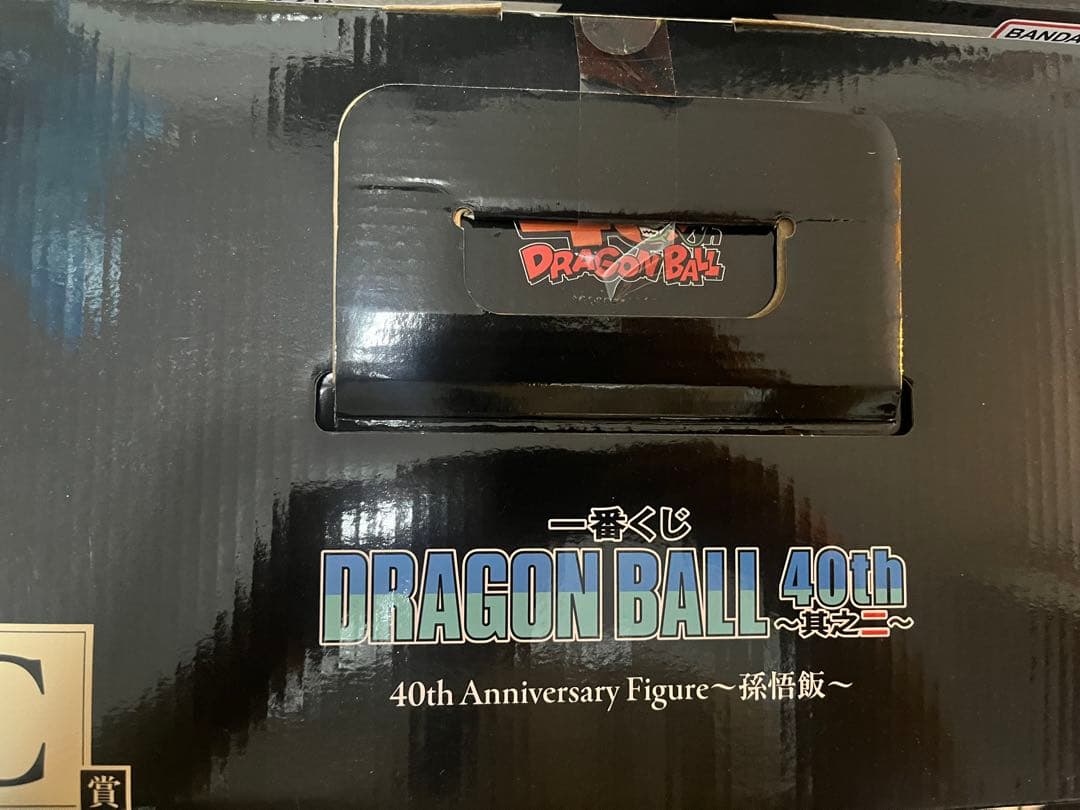 BANDA
DRAGON BALL
一番くじ
DRAGON BALL 40th
~其之二~
40th Anniversary Figure~孫悟飯~
C
賞